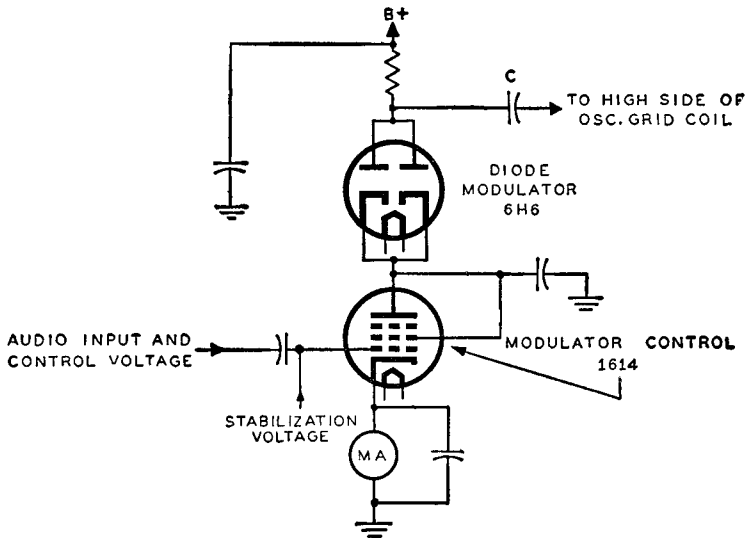 B+
C
TO HIGH SIDE OF
OSC. GRID COIL
DIODE
MODULATOR
6H6
AUDIO INPUT AND
CONTROL VOLTAGE
MODULATOR CONTROL
1614
STABILIZATION
VOLTAGE
MA